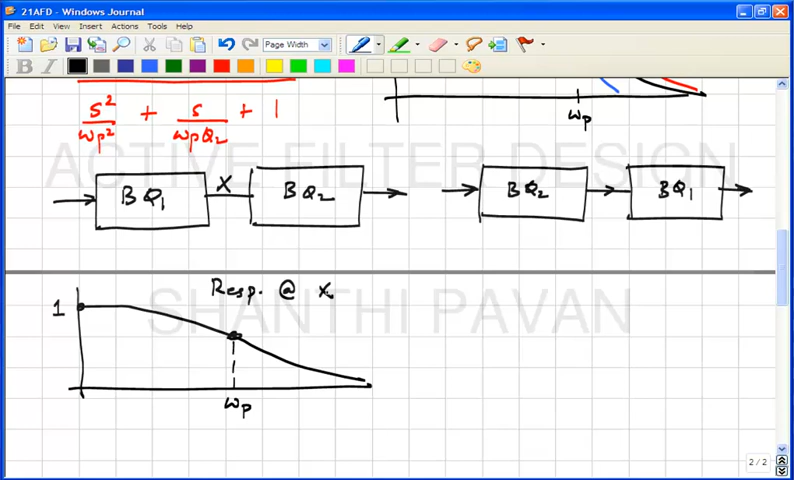 21AFD - Windows Journal
File Edit View Insert Actions Tools Help
Page Width
B I
s²
ωp²
+
s
ωpQ2
+ 1
ωp
ACTIVE FILTER DESIGN
BQ1 X BQ2 BQ2 BQ1
Resp. @ X
1
SHANTHI PAVAN
ωp
2 / 2